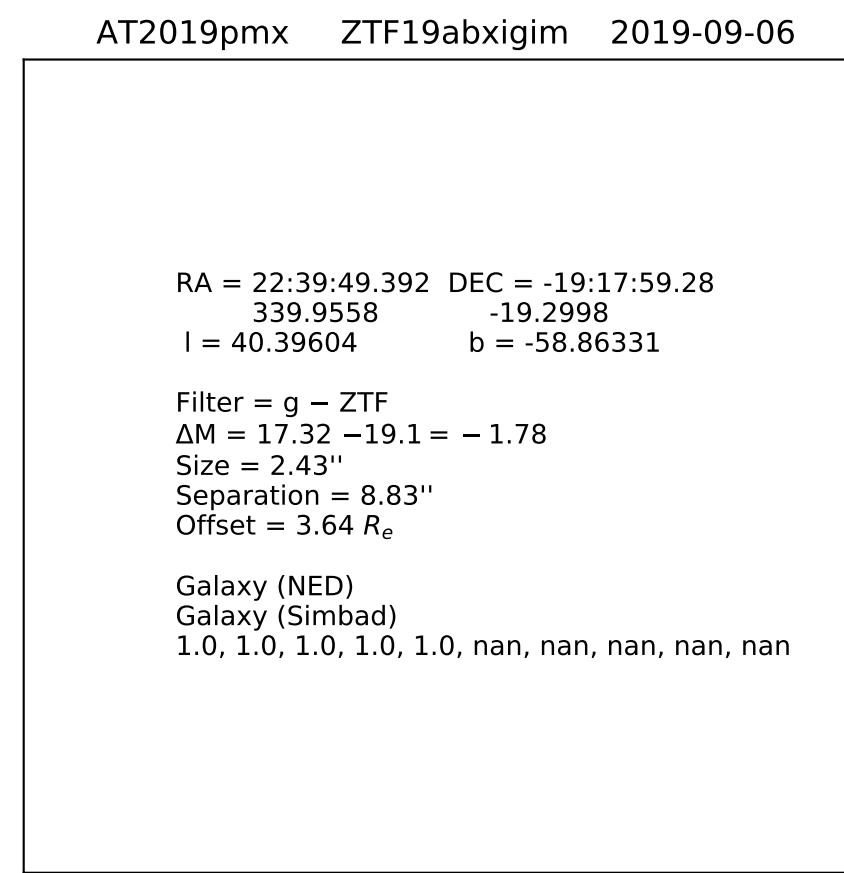 AT2019pmx ZTF19abxigim 2019-09-06
RA = 22:39:49.392 DEC = -19:17:59.28
339.9558 -19.2998
l = 40.39604 b = -58.86331
Filter = g − ZTF
ΔM = 17.32 −19.1 = − 1.78
Size = 2.43''
Separation = 8.83''
Offset = 3.64 Rₑ
Galaxy (NED)
Galaxy (Simbad)
1.0, 1.0, 1.0, 1.0, 1.0, nan, nan, nan, nan, nan